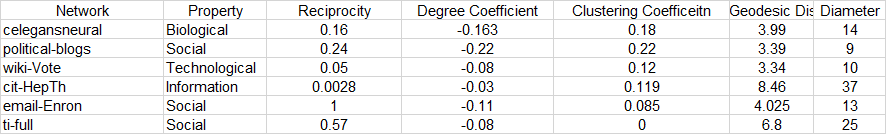 Network Property Reciprocity Degree Coefficient Clustering Coefficeitn Geodesic Dis Diameter
celegansneural Biological 0.16 -0.163 0.18 3.99 14
political-blogs Social 0.24 -0.22 0.22 3.39 9
wiki-Vote Technological 0.05 -0.08 0.12 3.34 10
cit-HepTh Information 0.0028 -0.03 0.119 8.46 37
email-Enron Social 1 -0.11 0.085 4.025 13
ti-full Social 0.57 -0.08 0 6.8 25